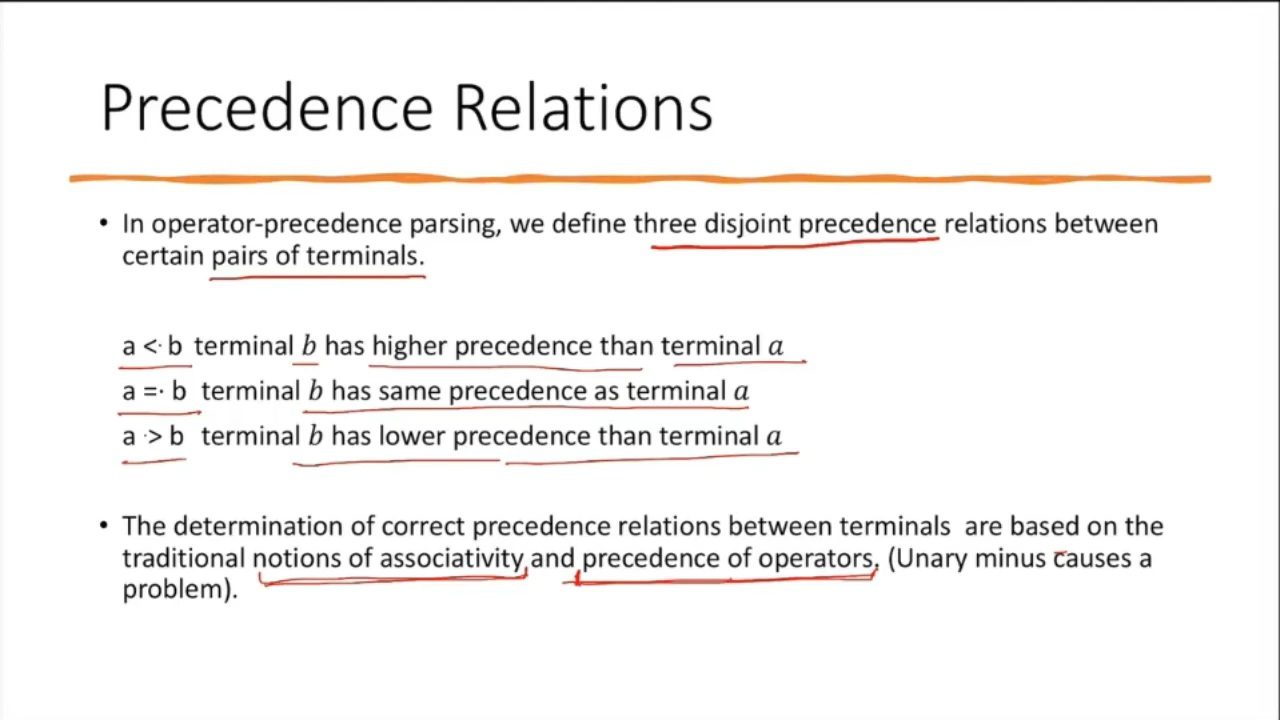 Precedence Relations
• In operator-precedence parsing, we define three disjoint precedence relations between
certain pairs of terminals.
a <· b terminal b has higher precedence than terminal a
a =· b terminal b has same precedence as terminal a
a ·> b terminal b has lower precedence than terminal a
• The determination of correct precedence relations between terminals are based on the
traditional notions of associativity and precedence of operators. (Unary minus causes a
problem).